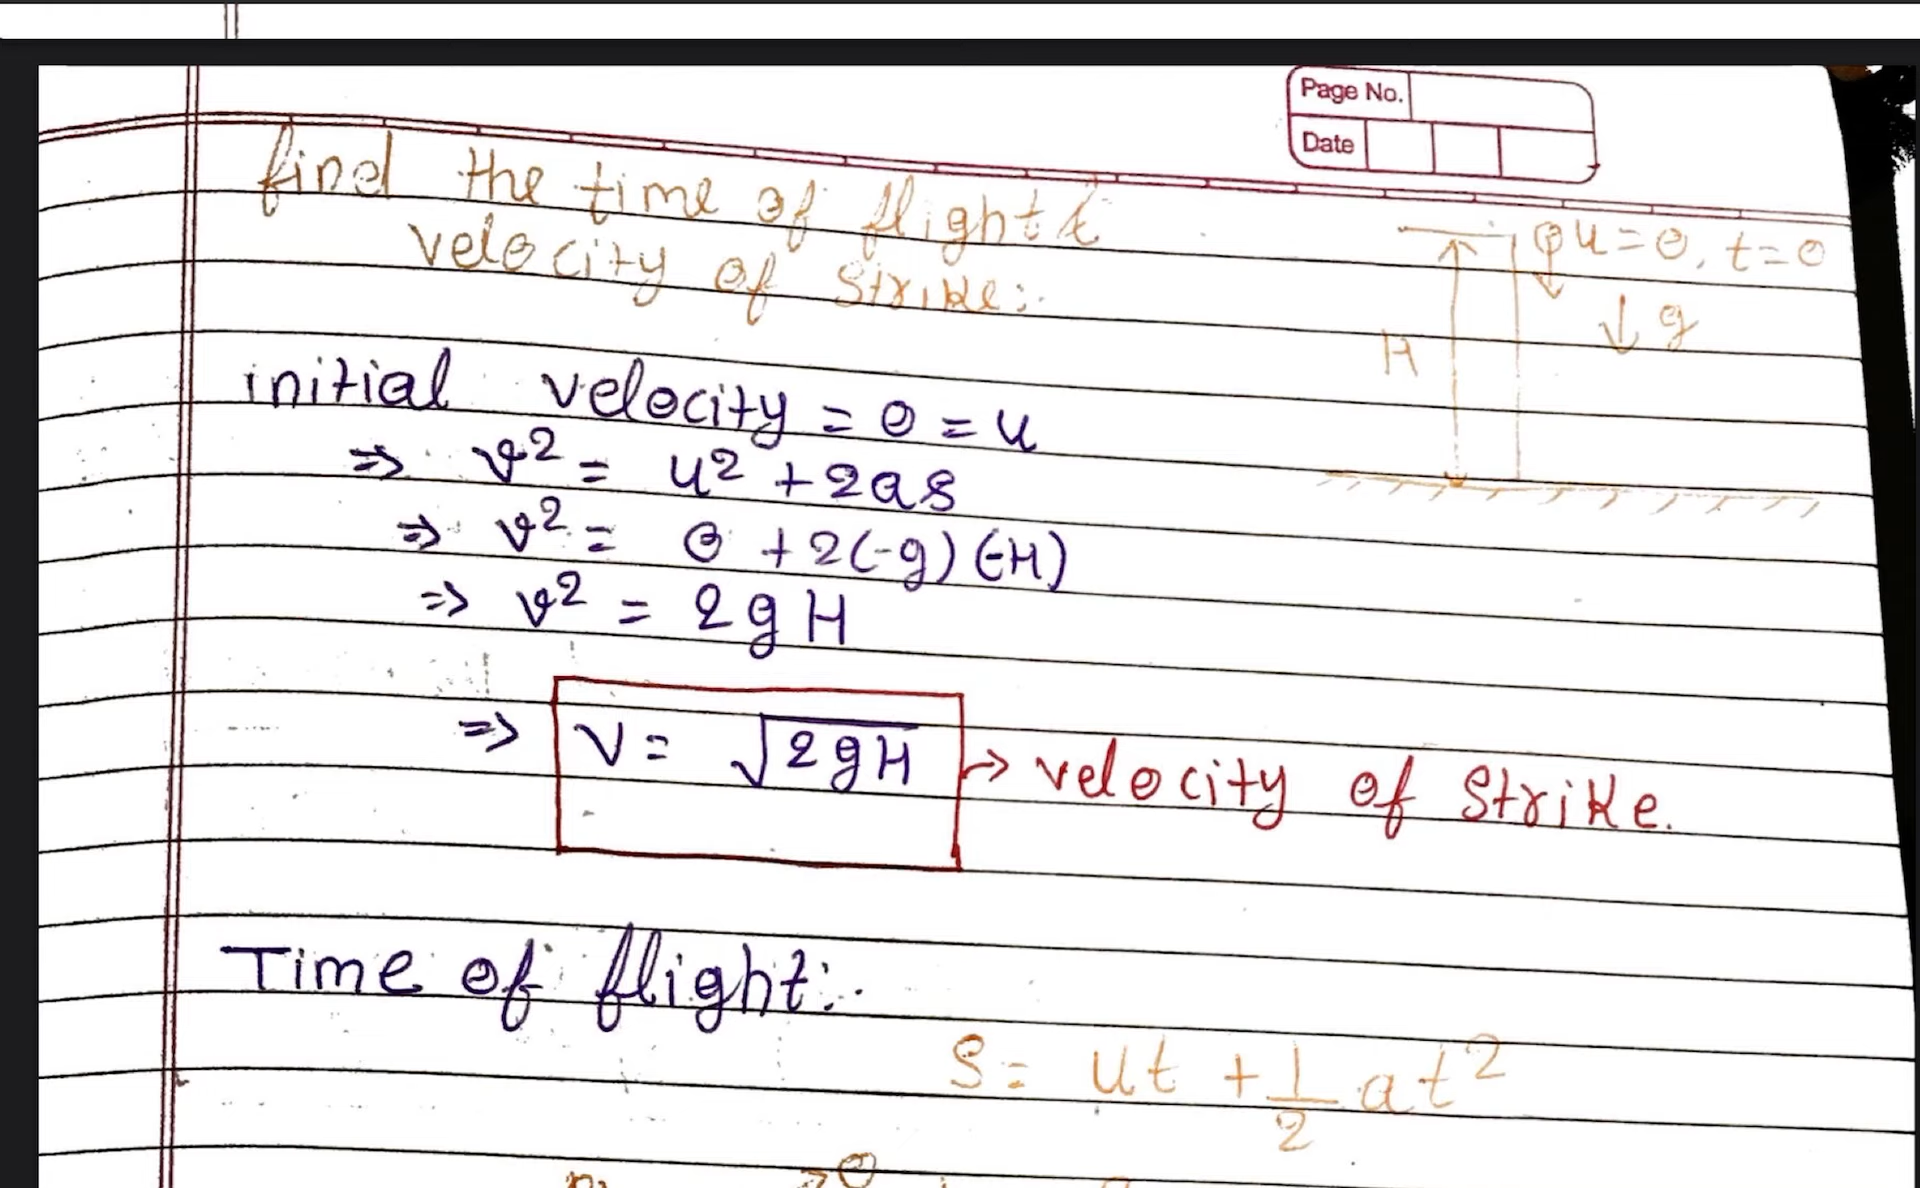 Page No.
Date
find the time of flight &
velocity of strike:-
u=0, t=0
↓g
H
initial velocity = 0 = u
⇒ v² = u² + 2as
⇒ v² = 0 + 2(-g)(-H)
⇒ v² = 2gH
⇒ v = √2gH → velocity of strike.
Time of flight:-
S = ut + 1/2 at²